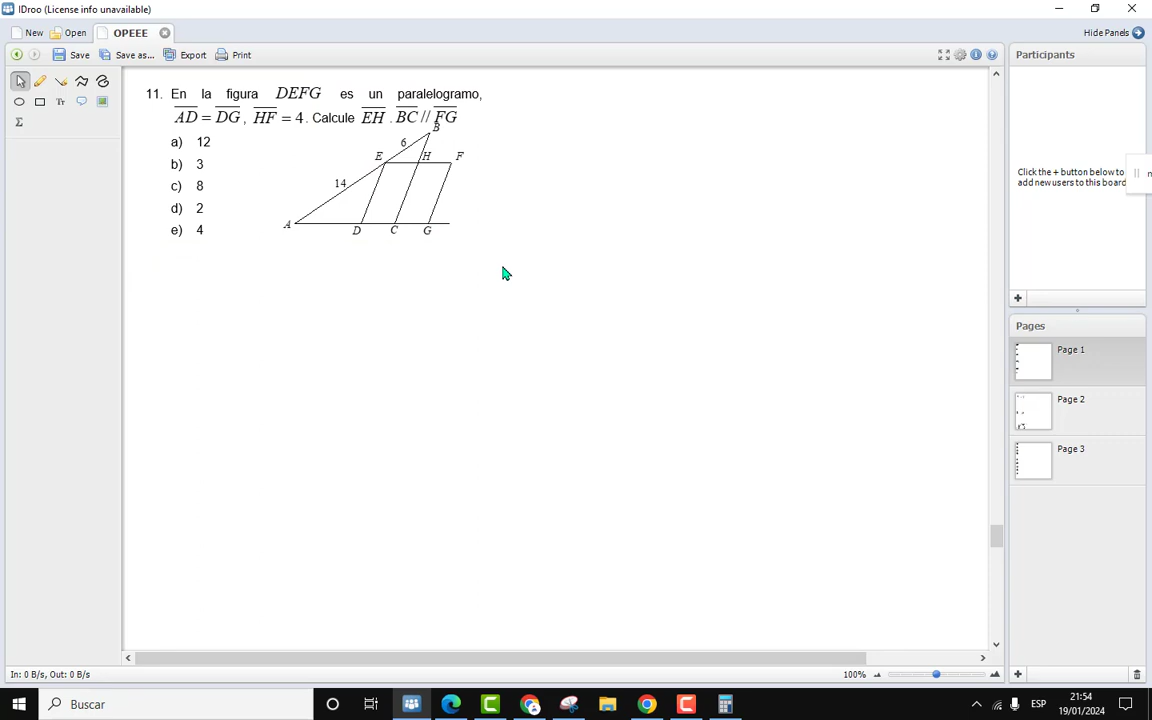 IDroo (License info unavailable)
New Open OPEEE Hide Panels
Save Save as... Export Print Participants
11. En la figura DEFG es un paralelogramo,
AD = DG, HF = 4. Calcule EH. BC // FG
a) 12
b) 3
c) 8
d) 2
e) 4
B
6
E H F
14
A D C G
Tr
Σ
Click the + button below to
add new users to this board
Pages
Page 1
Page 2
Page 3
In: 0 B/s, Out: 0 B/s 100%
Buscar ESP 21:54
19/01/2024